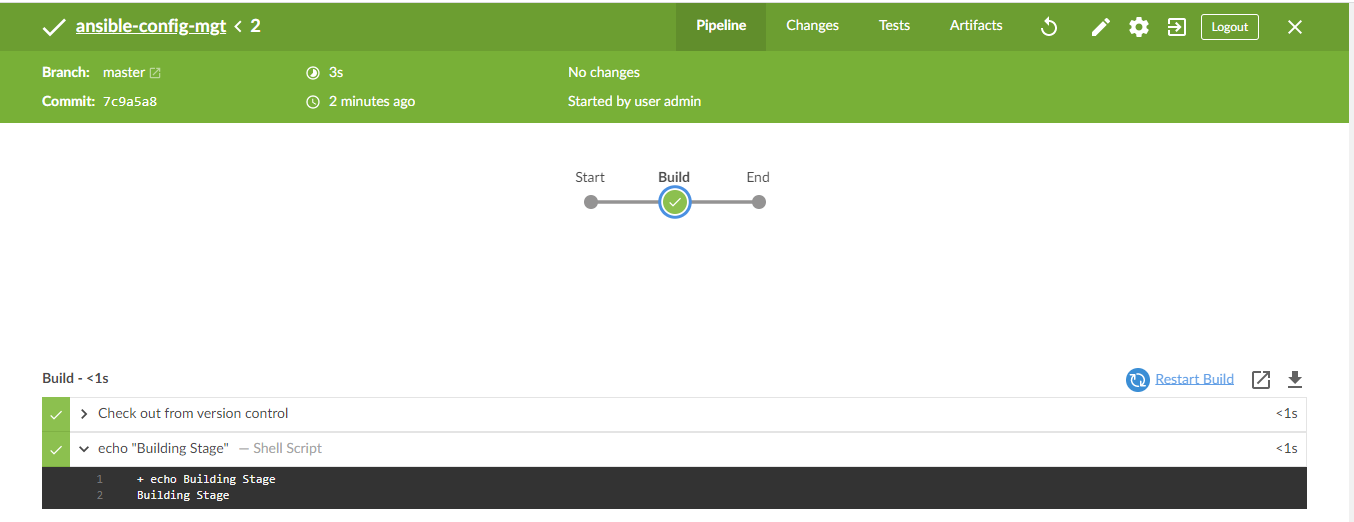 ansible-config-mgt < 2
Pipeline Changes Tests Artifacts Logout
Branch: master 3s No changes
Commit: 7c9a5a8 2 minutes ago Started by user admin
Start Build End
Build - <1s Restart Build
Check out from version control <1s
echo "Building Stage" — Shell Script <1s
1 + echo Building Stage
2 Building Stage